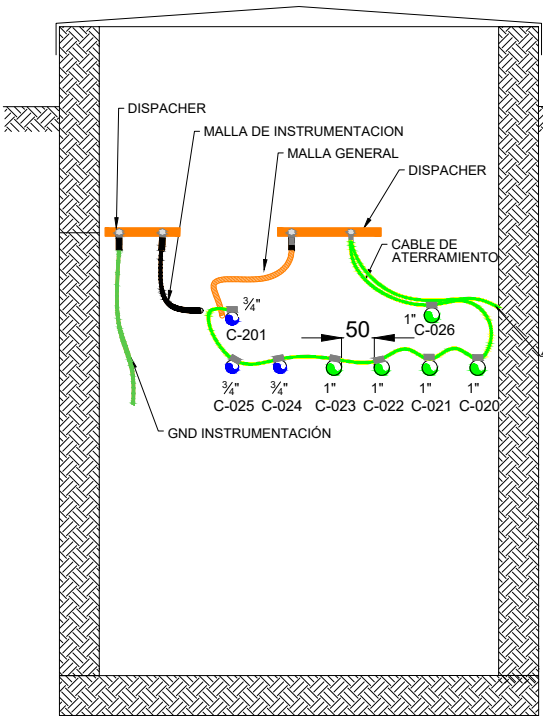 DISPACHER
MALLA DE INSTRUMENTACION
MALLA GENERAL
DISPACHER
CABLE DE
ATERRAMIENTO
¾"
C-201
1"
C-026
50
¾" ¾" 1" 1" 1" 1"
C-025 C-024 C-023 C-022 C-021 C-020
GND INSTRUMENTACIÓN